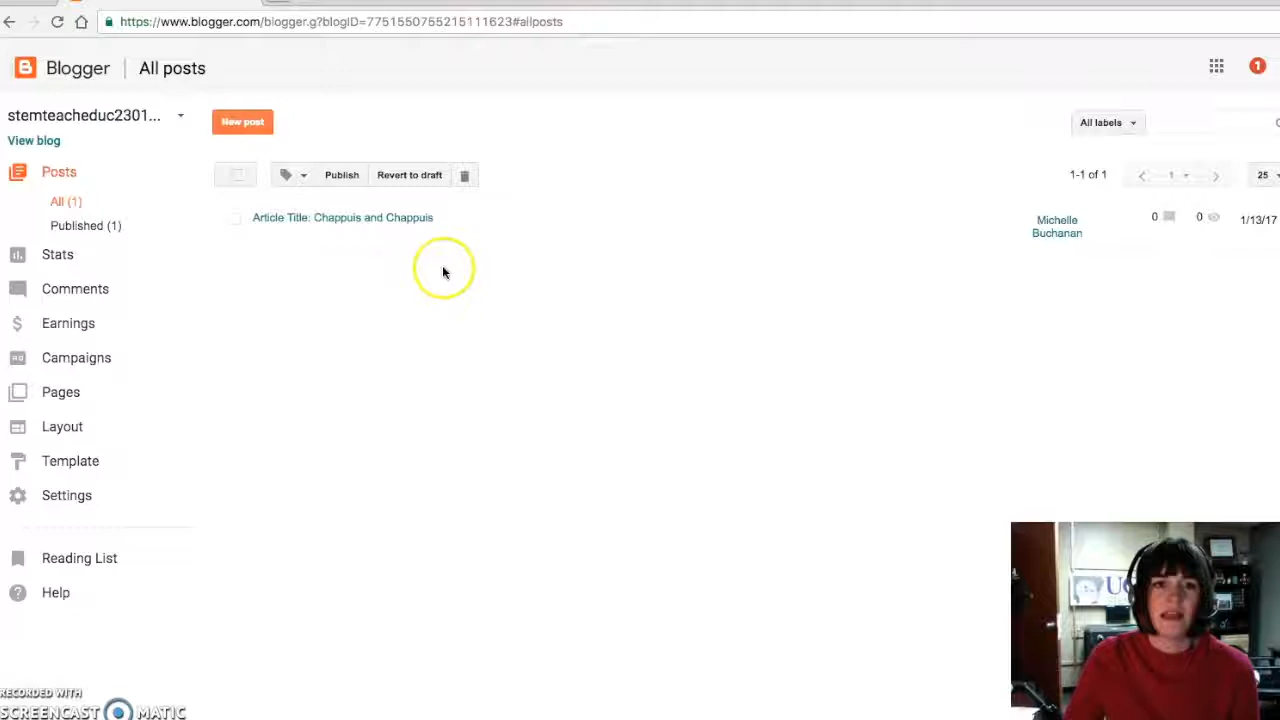 https://www.blogger.com/blogger.g?blogID=7751550755215111623#allposts
Blogger | All posts
1
stemteacheduc2301...
New post
All labels
View blog
Posts
Publish
Revert to draft
1-1 of 1
1
25
All (1)
Article Title: Chappuis and Chappuis
Michelle
Buchanan
0
0
1/13/17
Published (1)
Stats
Comments
Earnings
Campaigns
Pages
Layout
Template
Settings
Reading List
Help
RECORDED WITH
SCREENCAST MATIC